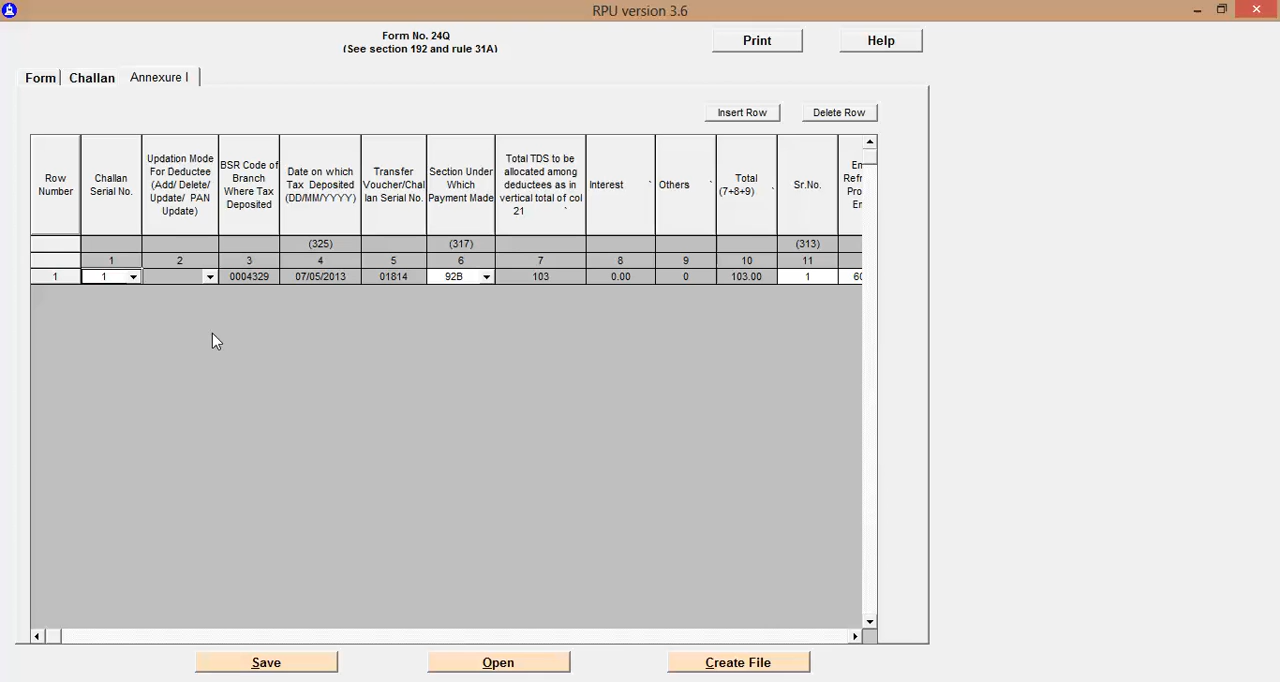 RPU version 3.6
Form No. 24Q
(See section 192 and rule 31A)
Print
Help
Form
Challan
Annexure I
Insert Row
Delete Row
Row Number
Challan Serial No.
Updation Mode For Deductee (Add/ Delete/ Update/ PAN Update)
BSR Code of Branch Where Tax Deposited
Date on which Tax Deposited (DD/MM/YYYY)
Transfer Voucher/Challan Serial No.
Section Under Which Payment Made
Total TDS to be allocated among deductees as in vertical total of col 21 `
Interest `
Others `
Total (7+8+9) `
Sr.No.
(325)
(317)
(313)
1 2 3 4 5 6 7 8 9 10 11
1 1 0004329 07/05/2013 01814 92B 103 0.00 0 103.00 1
Save
Open
Create File